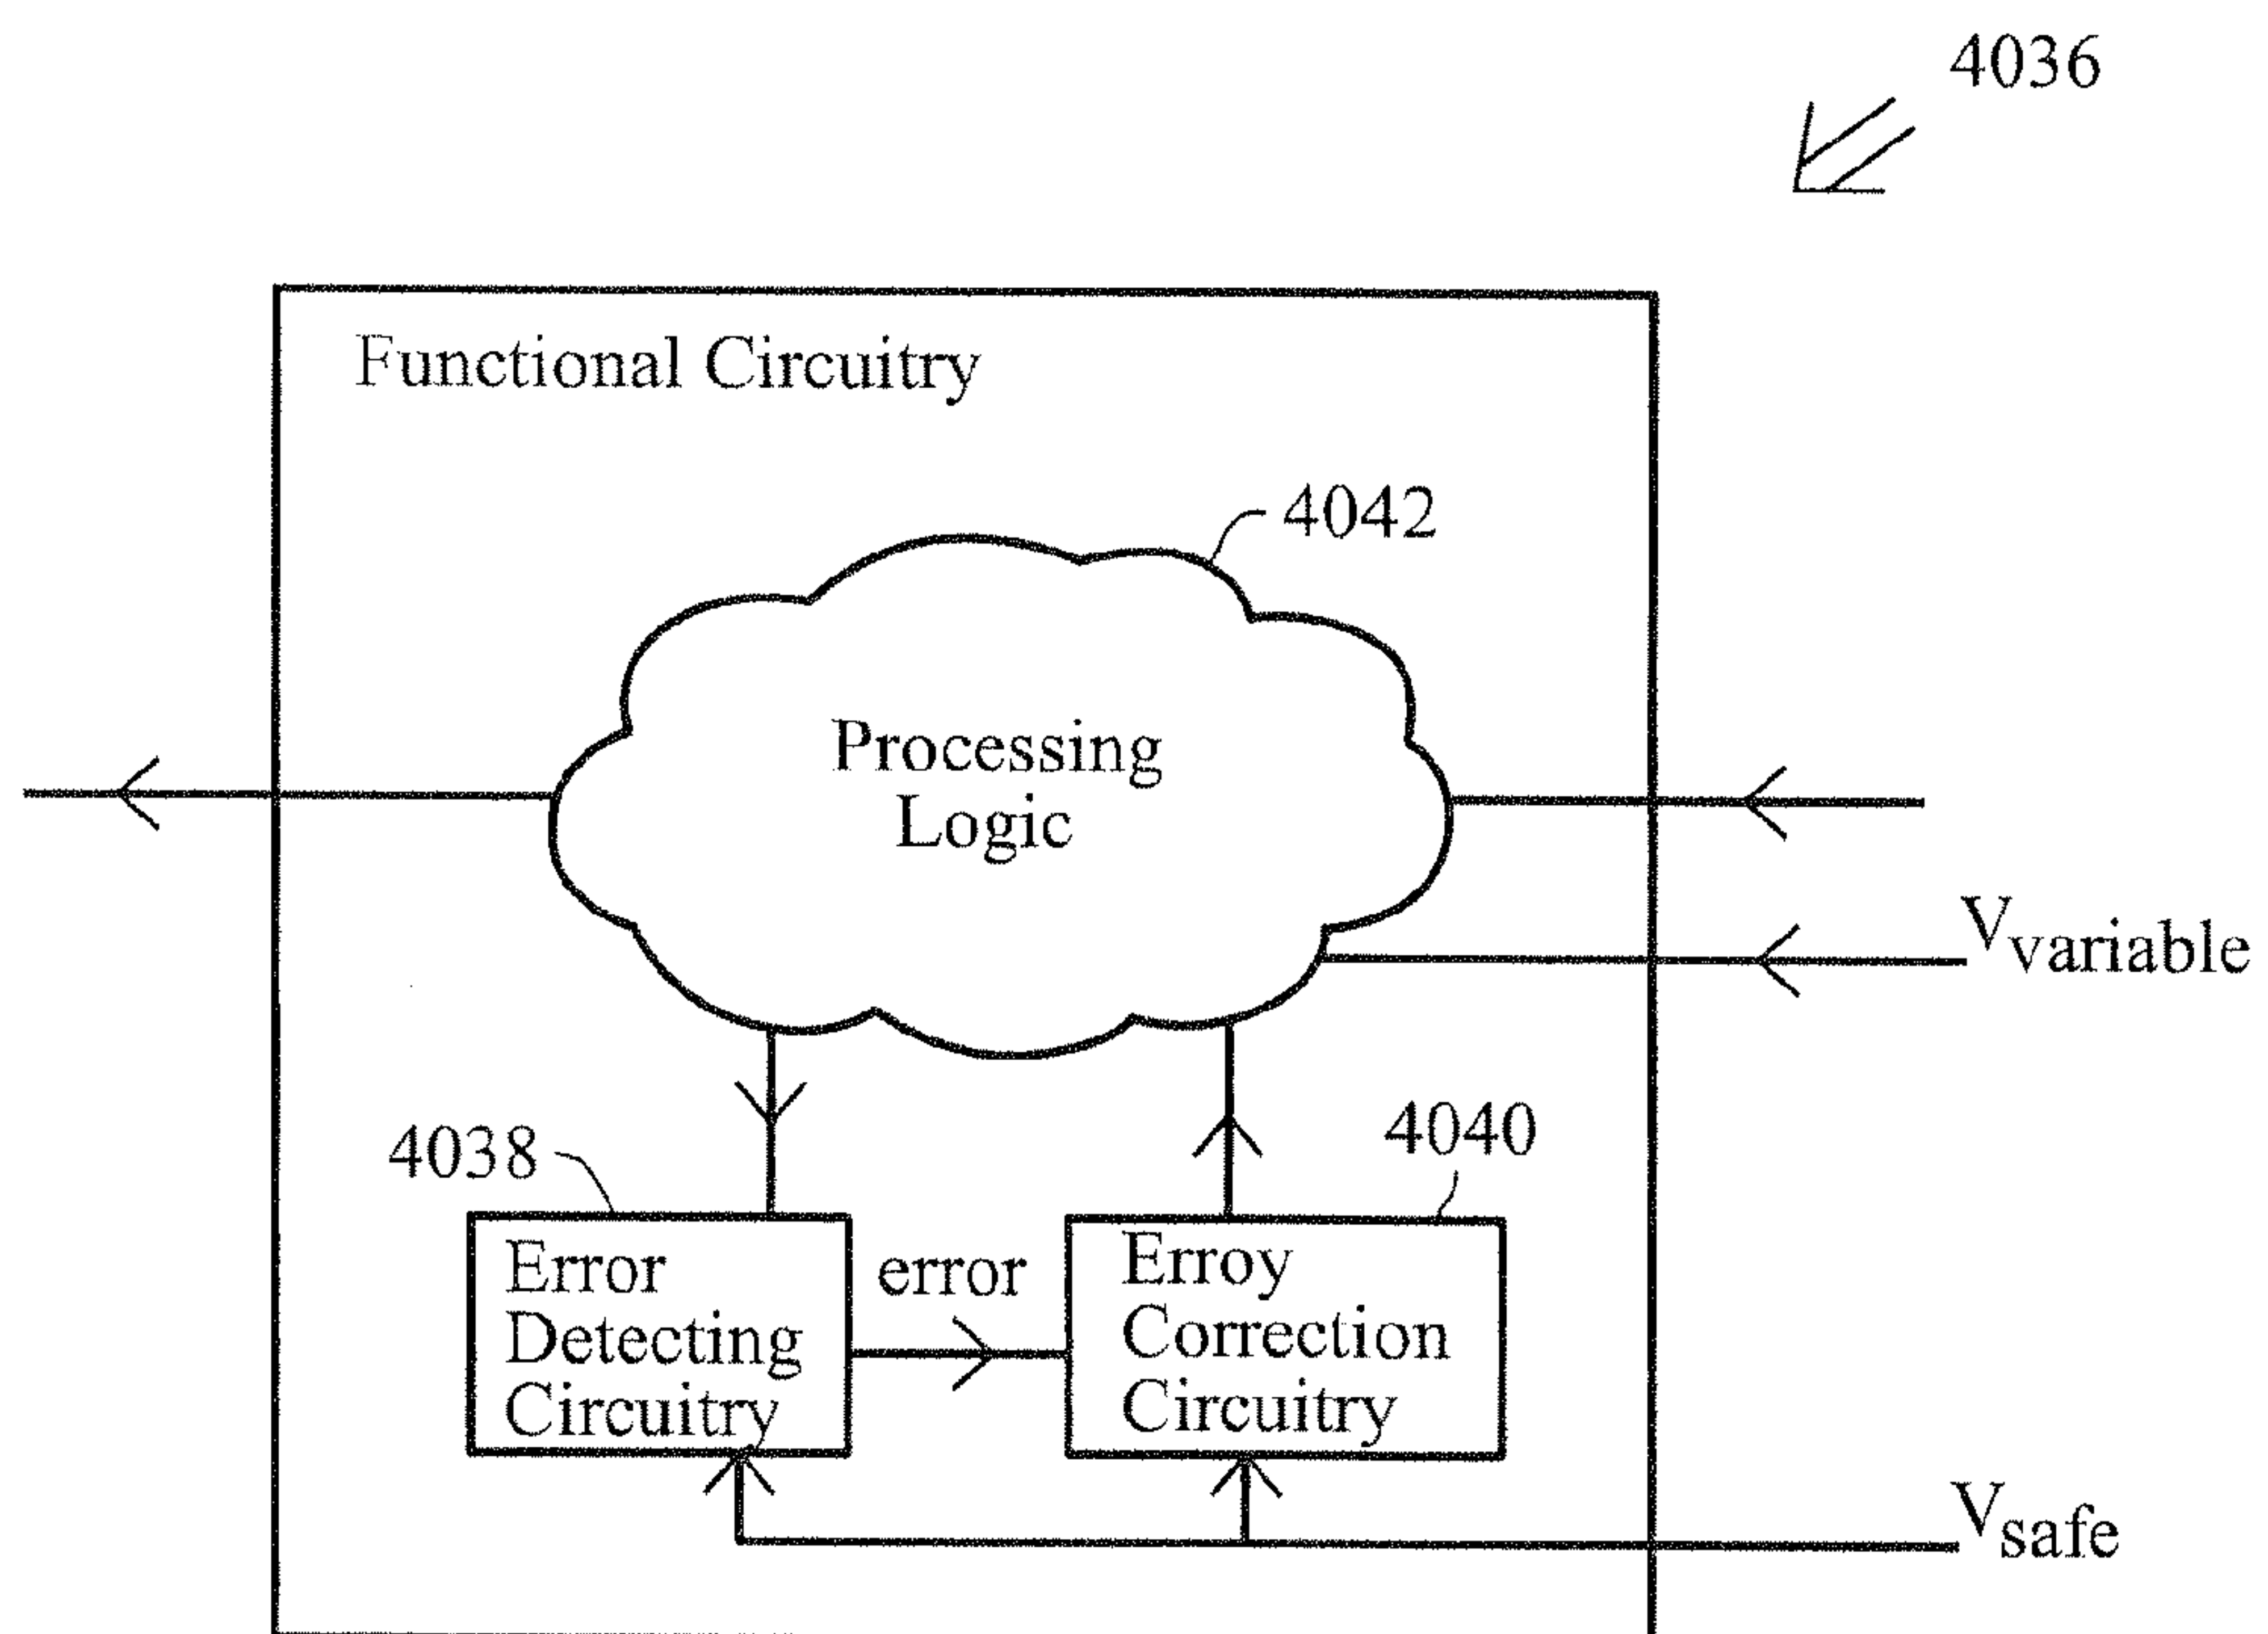 4036
Functional Circuitry
4042
Processing
Logic
Vvariable
4038
4040
Error
Detecting
Circuitry
error
Erroy
Correction
Circuitry
Vsafe